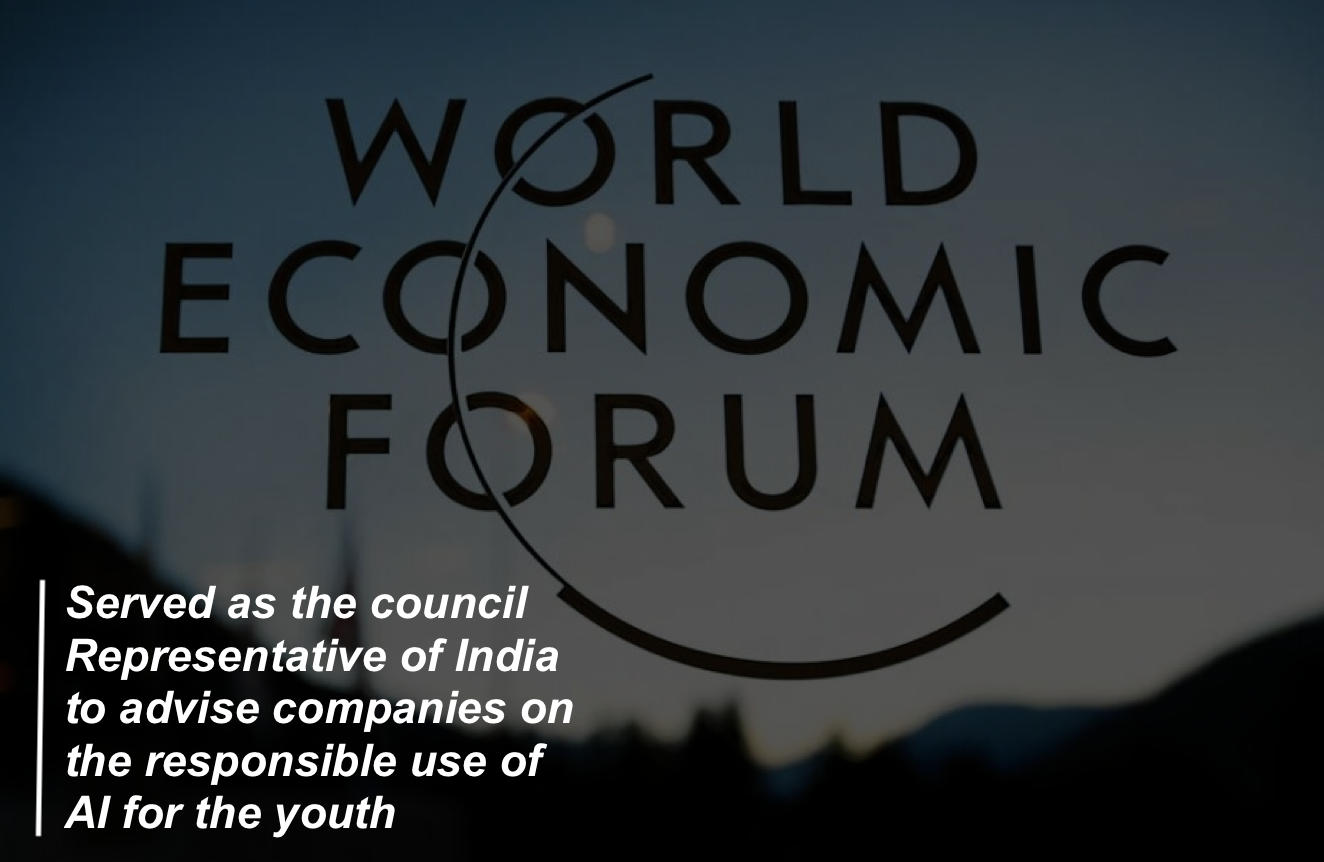 WORLD
ECONOMIC
FORUM
Served as the council
Representative of India
to advise companies on
the responsible use of
AI for the youth